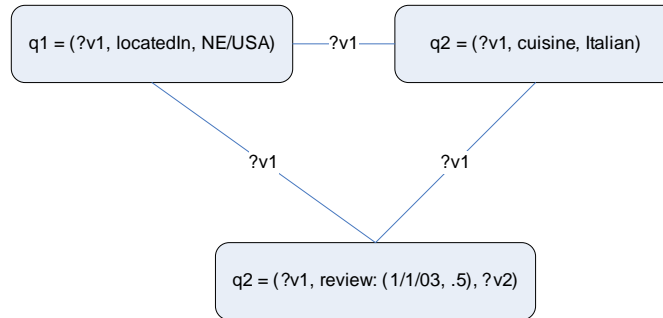 q1 = (?v1, locatedIn, NE/USA)
?v1
q2 = (?v1, cuisine, Italian)
?v1
?v1
q2 = (?v1, review: (1/1/03, .5), ?v2)